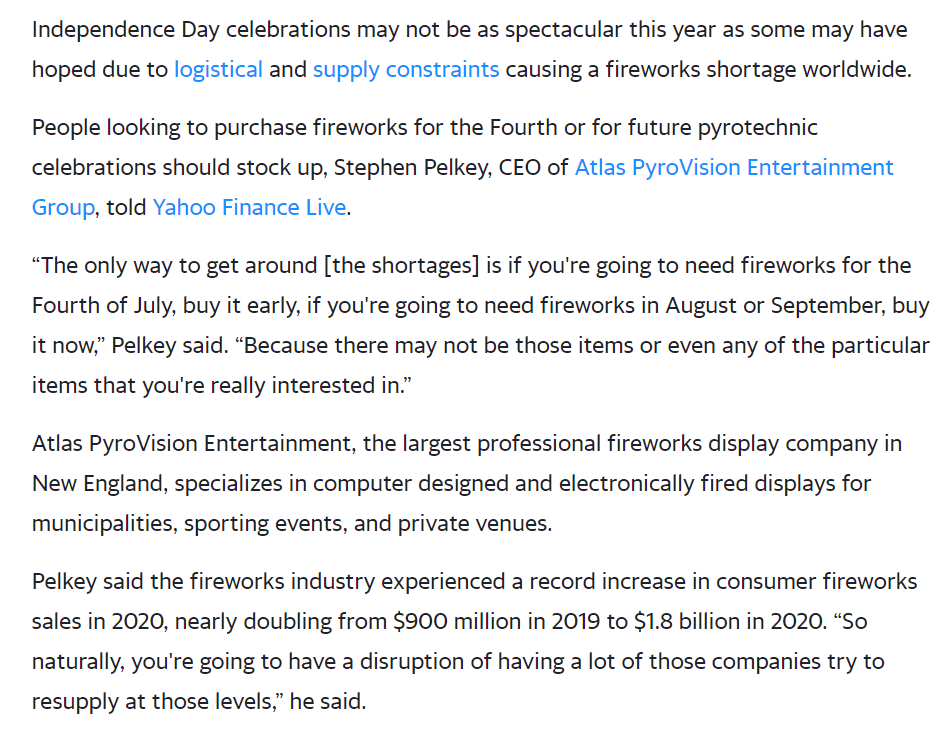 Independence Day celebrations may not be as spectacular this year as some may have
hoped due to logistical and supply constraints causing a fireworks shortage worldwide.
People looking to purchase fireworks for the Fourth or for future pyrotechnic
celebrations should stock up, Stephen Pelkey, CEO of Atlas PyroVision Entertainment
Group, told Yahoo Finance Live.
“The only way to get around [the shortages] is if you're going to need fireworks for the
Fourth of July, buy it early, if you're going to need fireworks in August or September, buy
it now,” Pelkey said. “Because there may not be those items or even any of the particular
items that you're really interested in.”
Atlas PyroVision Entertainment, the largest professional fireworks display company in
New England, specializes in computer designed and electronically fired displays for
municipalities, sporting events, and private venues.
Pelkey said the fireworks industry experienced a record increase in consumer fireworks
sales in 2020, nearly doubling from $900 million in 2019 to $1.8 billion in 2020. “So
naturally, you're going to have a disruption of having a lot of those companies try to
resupply at those levels,” he said.